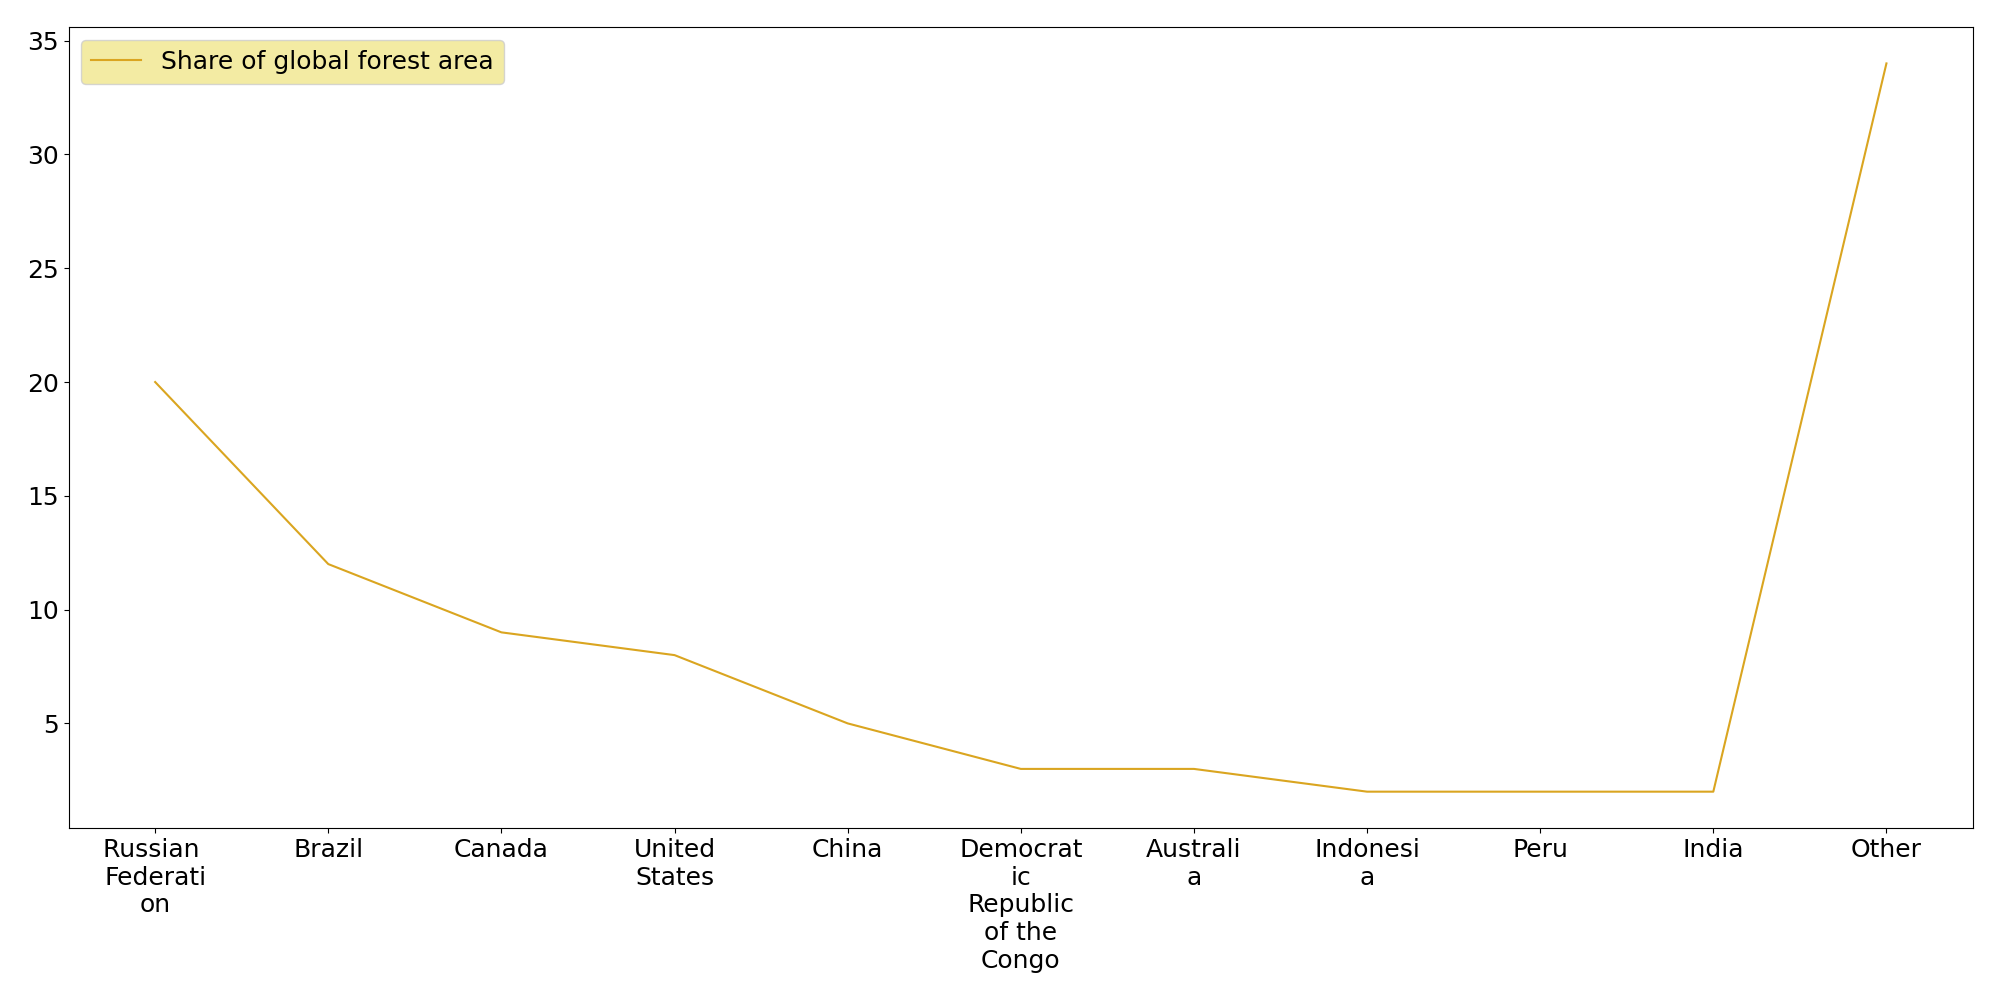 35
30
25
20
15
10
5
Share of global forest area
Russian
Federati
on
Brazil
Canada
United
States
China
Democrat
ic
Republic
of the
Congo
Australi
a
Indonesi
a
Peru
India
Other